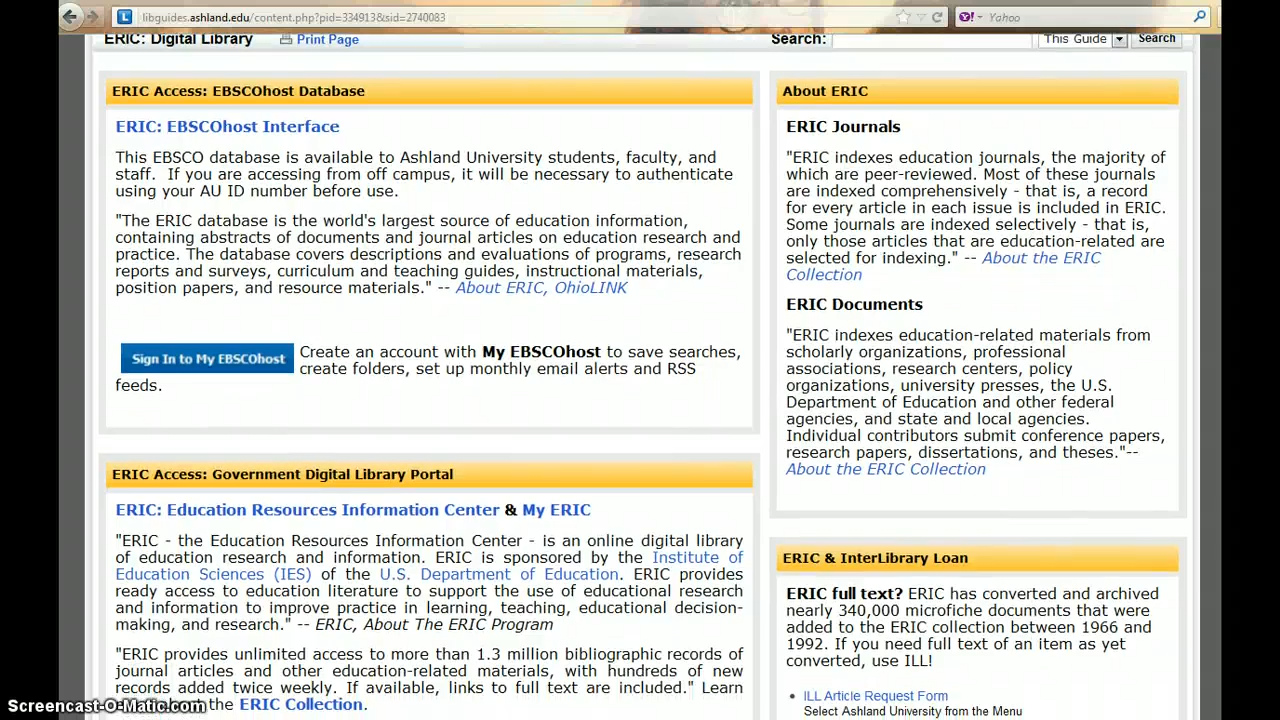 libguides.ashland.edu/content.php?pid=334913&sid=2740083
Yahoo
ERIC: Digital Library
Print Page
Search:
This Guide
Search
ERIC Access: EBSCOhost Database
ERIC: EBSCOhost Interface
This EBSCO database is available to Ashland University students, faculty, and
staff. If you are accessing from off campus, it will be necessary to authenticate
using your AU ID number before use.
"The ERIC database is the world's largest source of education information,
containing abstracts of documents and journal articles on education research and
practice. The database covers descriptions and evaluations of programs, research
reports and surveys, curriculum and teaching guides, instructional materials,
position papers, and resource materials." -- About ERIC, OhioLINK
Sign In to My EBSCOhost
Create an account with My EBSCOhost to save searches,
create folders, set up monthly email alerts and RSS
feeds.
ERIC Access: Government Digital Library Portal
ERIC: Education Resources Information Center & My ERIC
"ERIC - the Education Resources Information Center - is an online digital library
of education research and information. ERIC is sponsored by the Institute of
Education Sciences (IES) of the U.S. Department of Education. ERIC provides
ready access to education literature to support the use of educational research
and information to improve practice in learning, teaching, educational decision-
making, and research." -- ERIC, About The ERIC Program
"ERIC provides unlimited access to more than 1.3 million bibliographic records of
journal articles and other education-related materials, with hundreds of new
records added twice weekly. If available, links to full text are included." Learn
the ERIC Collection.
About ERIC
ERIC Journals
"ERIC indexes education journals, the majority of
which are peer-reviewed. Most of these journals
are indexed comprehensively - that is, a record
for every article in each issue is included in ERIC.
Some journals are indexed selectively - that is,
only those articles that are education-related are
selected for indexing." -- About the ERIC
Collection
ERIC Documents
"ERIC indexes education-related materials from
scholarly organizations, professional
associations, research centers, policy
organizations, university presses, the U.S.
Department of Education and other federal
agencies, and state and local agencies.
Individual contributors submit conference papers,
research papers, dissertations, and theses."--
About the ERIC Collection
ERIC & InterLibrary Loan
ERIC full text? ERIC has converted and archived
nearly 340,000 microfiche documents that were
added to the ERIC collection between 1966 and
1992. If you need full text of an item as yet
converted, use ILL!
ILL Article Request Form
Select Ashland University from the Menu
Screencast-O-Matic.com